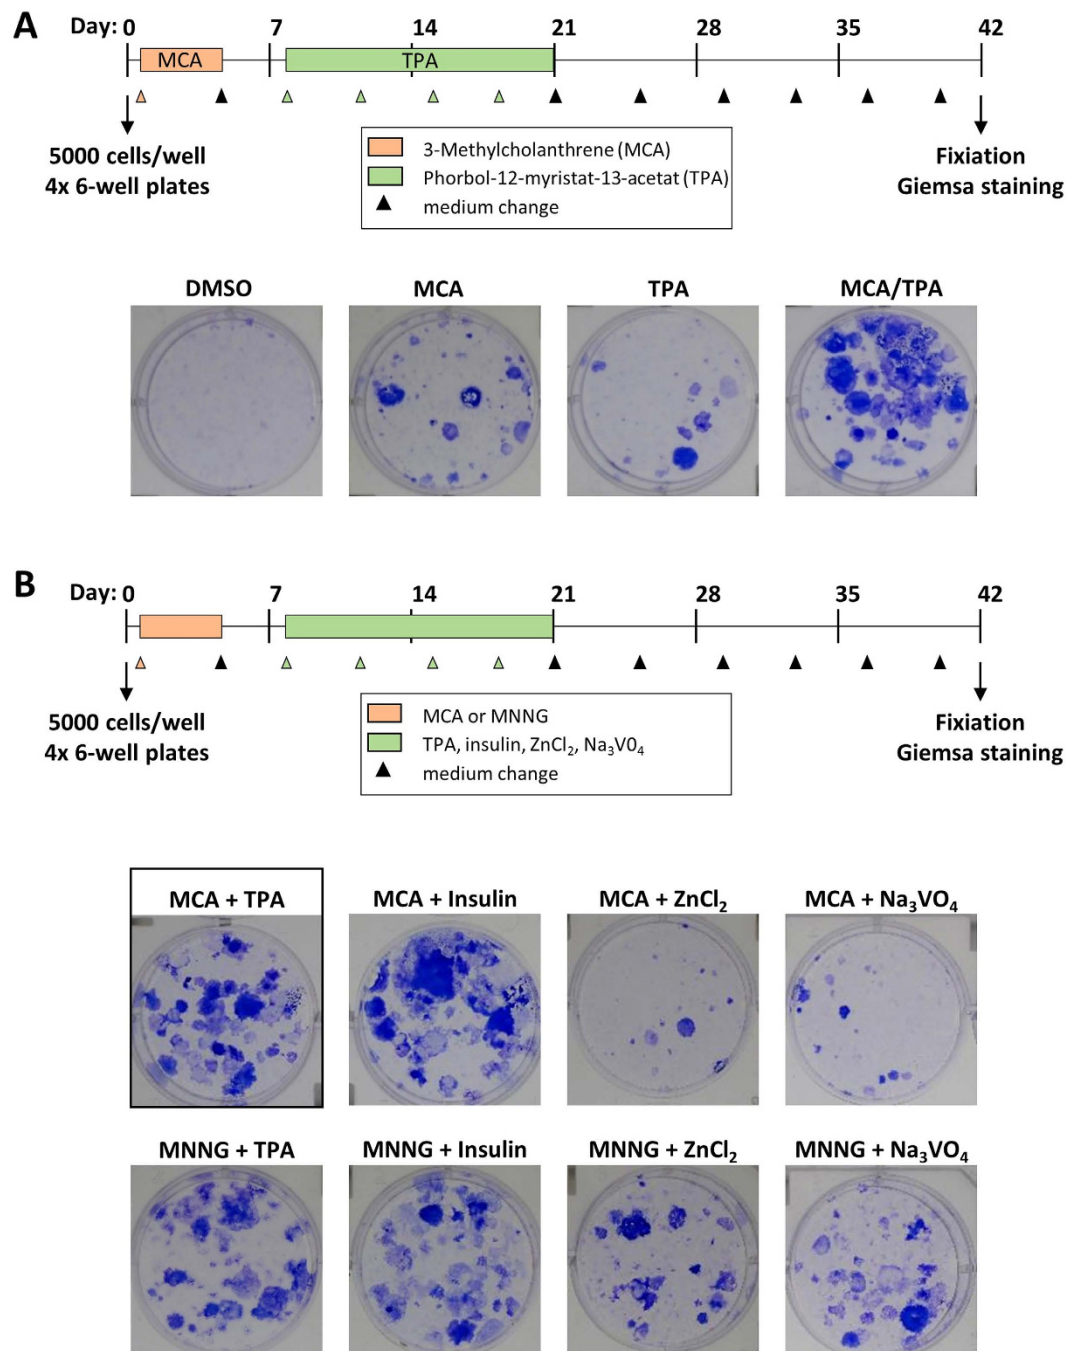 A
Day: 0 7 14 21 28 35 42
MCA TPA
5000 cells/well
4x 6-well plates
3-Methylcholanthrene (MCA)
Phorbol-12-myristat-13-acetat (TPA)
medium change
Fixiation
Giemsa staining
DMSO MCA TPA MCA/TPA
B
Day: 0 7 14 21 28 35 42
5000 cells/well
4x 6-well plates
MCA or MNNG
TPA, insulin, ZnCl₂, Na₃V0₄
medium change
Fixiation
Giemsa staining
MCA + TPA MCA + Insulin MCA + ZnCl₂ MCA + Na₃VO₄
MNNG + TPA MNNG + Insulin MNNG + ZnCl₂ MNNG + Na₃VO₄